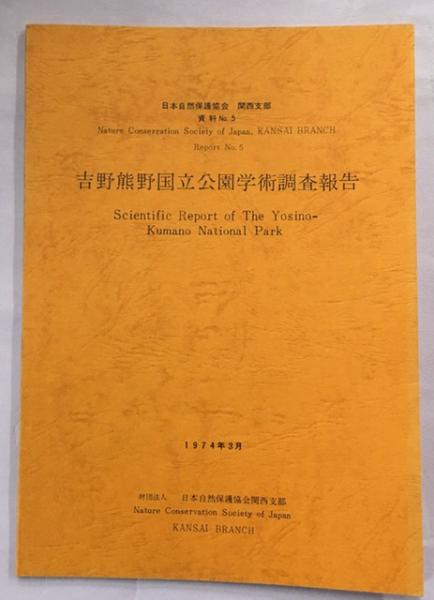 日本自然保護協会 関西支部
資料No.5
Nature Conserzation Society of Japan, KANSAI BRANCH
Report No.5
吉野熊野国立公園学術調査報告
Scientific Report of The Yosino-
Kumano National Park
1974年3月
財団法人 日本自然保護協会関西支部
Nature Conservation Society of Japan
KANSAI BRANCH